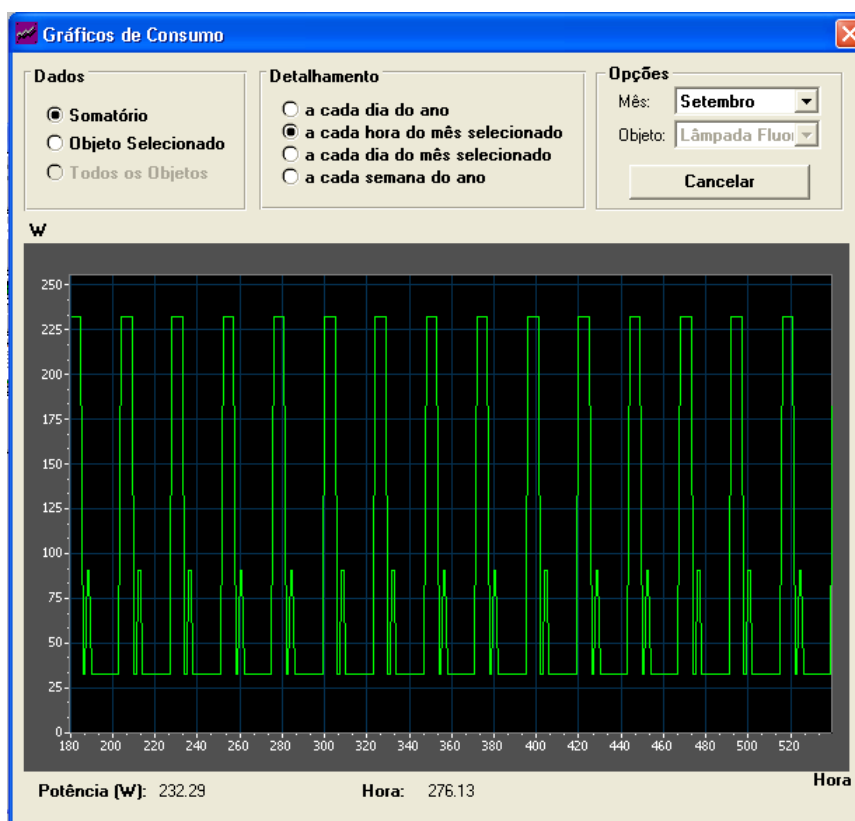 Gráficos de Consumo
Dados
Somatório
Objeto Selecionado
Todos os Objetos
Detalhamento
a cada dia do ano
a cada hora do mês selecionado
a cada dia do mês selecionado
a cada semana do ano
Opções
Mês: Setembro
Objeto: Lâmpada Fluor
Cancelar
W
250
225
200
175
150
125
100
75
50
25
0
180 200 220 240 260 280 300 320 340 360 380 400 420 440 460 480 500 520
Hora
Potência (W): 232.29 Hora: 276.13